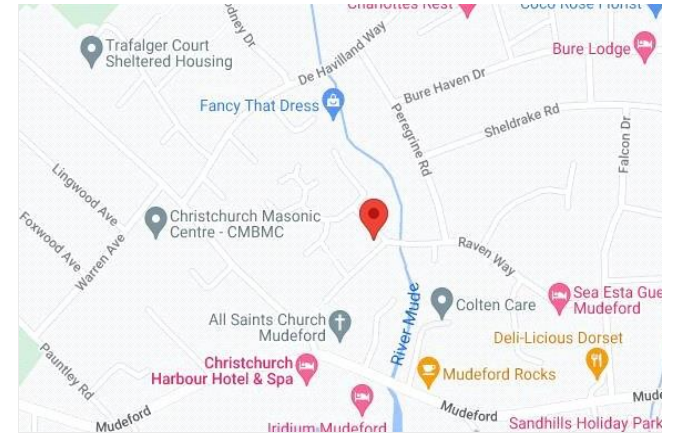 Charlottes Rest
Coco Rose Florist
odney Dr
Trafalger Court
Sheltered Housing
De Havilland Way
Bure Lodge
Bure Haven Dr
Fancy That Dress
Peregrine Rd
Sheldrake Rd
Falcon Dr
Lingwood Ave
Foxwood Ave
Warren Ave
Christchurch Masonic
Centre - CMBMC
Raven Way
River Mude
Colten Care
Sea Esta Gue
Mudeford
All Saints Church
Mudeford
Deli-Licious Dorset
Christchurch
Harbour Hotel & Spa
Mudeford Rocks
Pauntley Rd
Mudeford
Iridium Mudeford
Mudeford
Mude
Sandhills Holiday Park